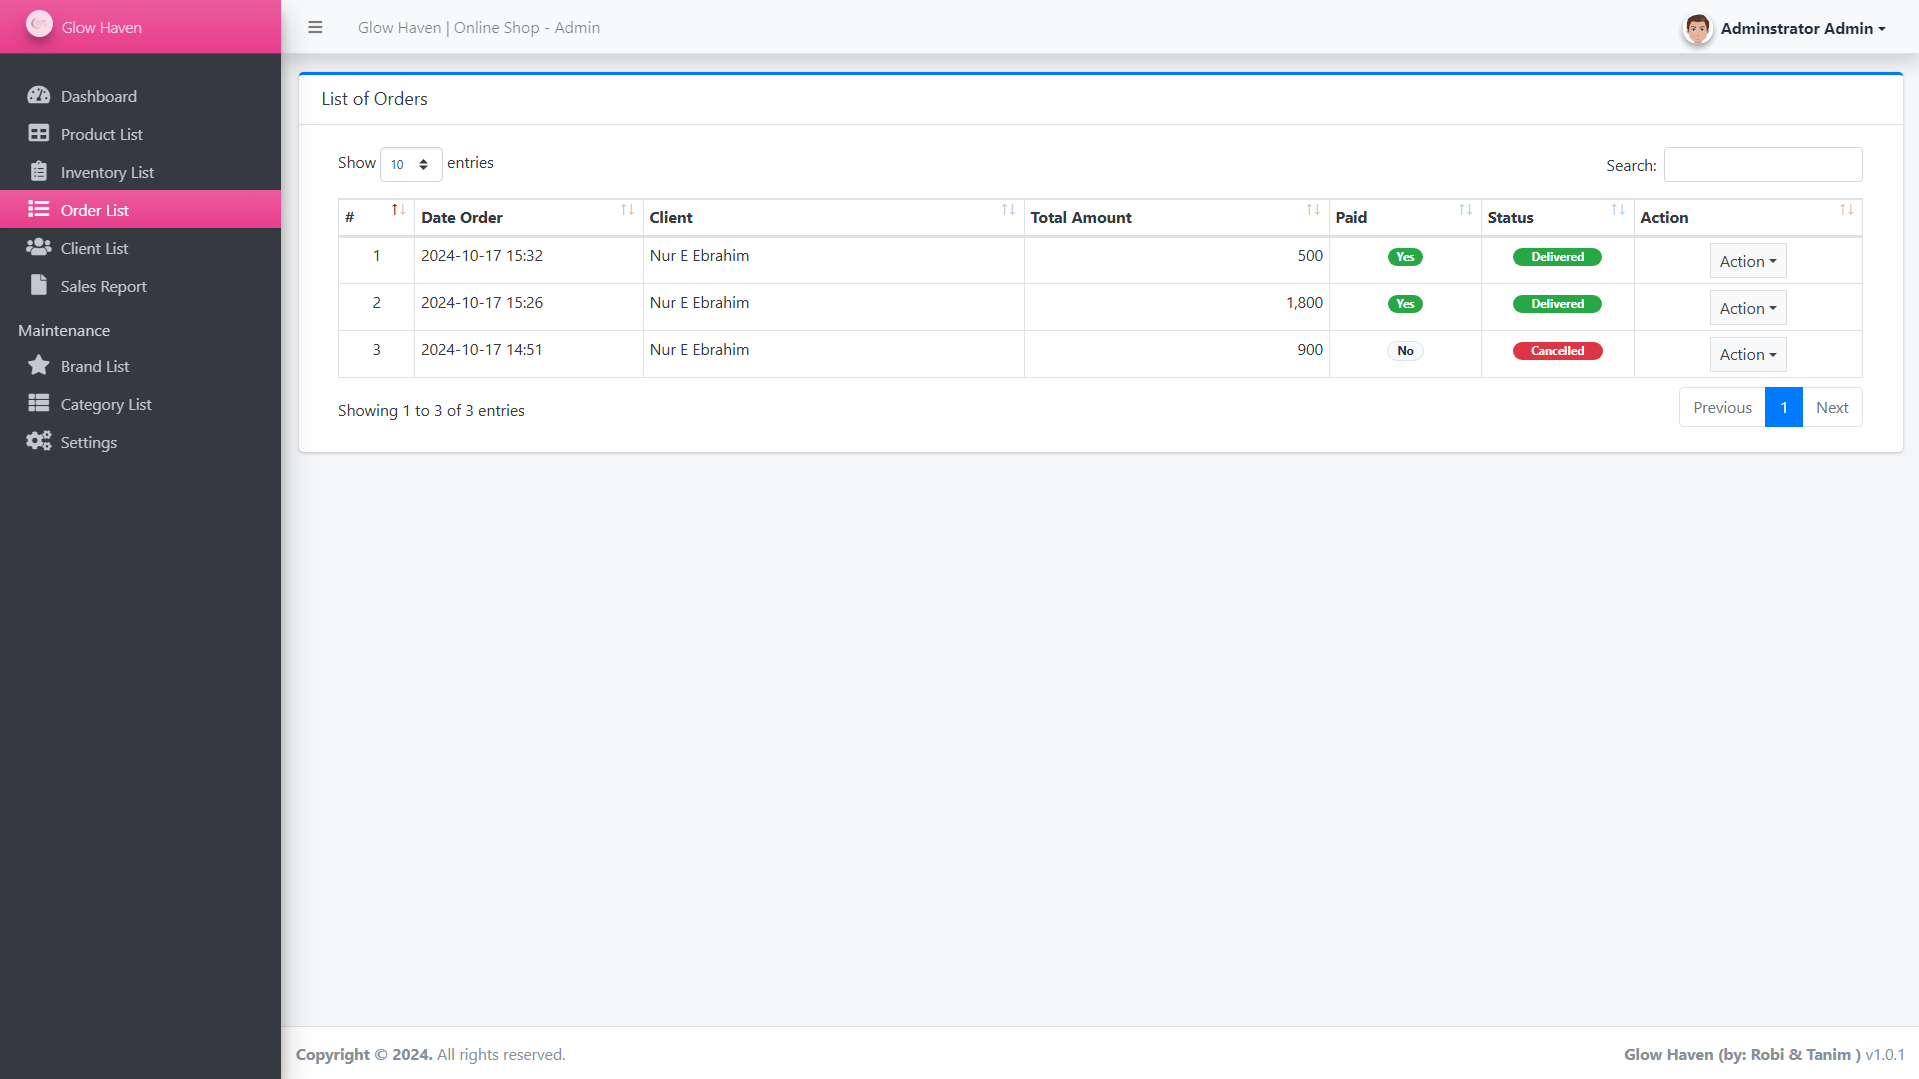 Glow Haven
Glow Haven | Online Shop - Admin
Adminstrator Admin
Dashboard
Product List
Inventory List
Order List
Client List
Sales Report
Maintenance
Brand List
Category List
Settings
List of Orders
Show 10 entries
Search:
# Date Order Client Total Amount Paid Status Action
1 2024-10-17 15:32 Nur E Ebrahim 500 Yes Delivered Action
2 2024-10-17 15:26 Nur E Ebrahim 1,800 Yes Delivered Action
3 2024-10-17 14:51 Nur E Ebrahim 900 No Cancelled Action
Showing 1 to 3 of 3 entries
Previous 1 Next
Copyright © 2024. All rights reserved.
Glow Haven (by: Robi & Tanim ) v1.0.1